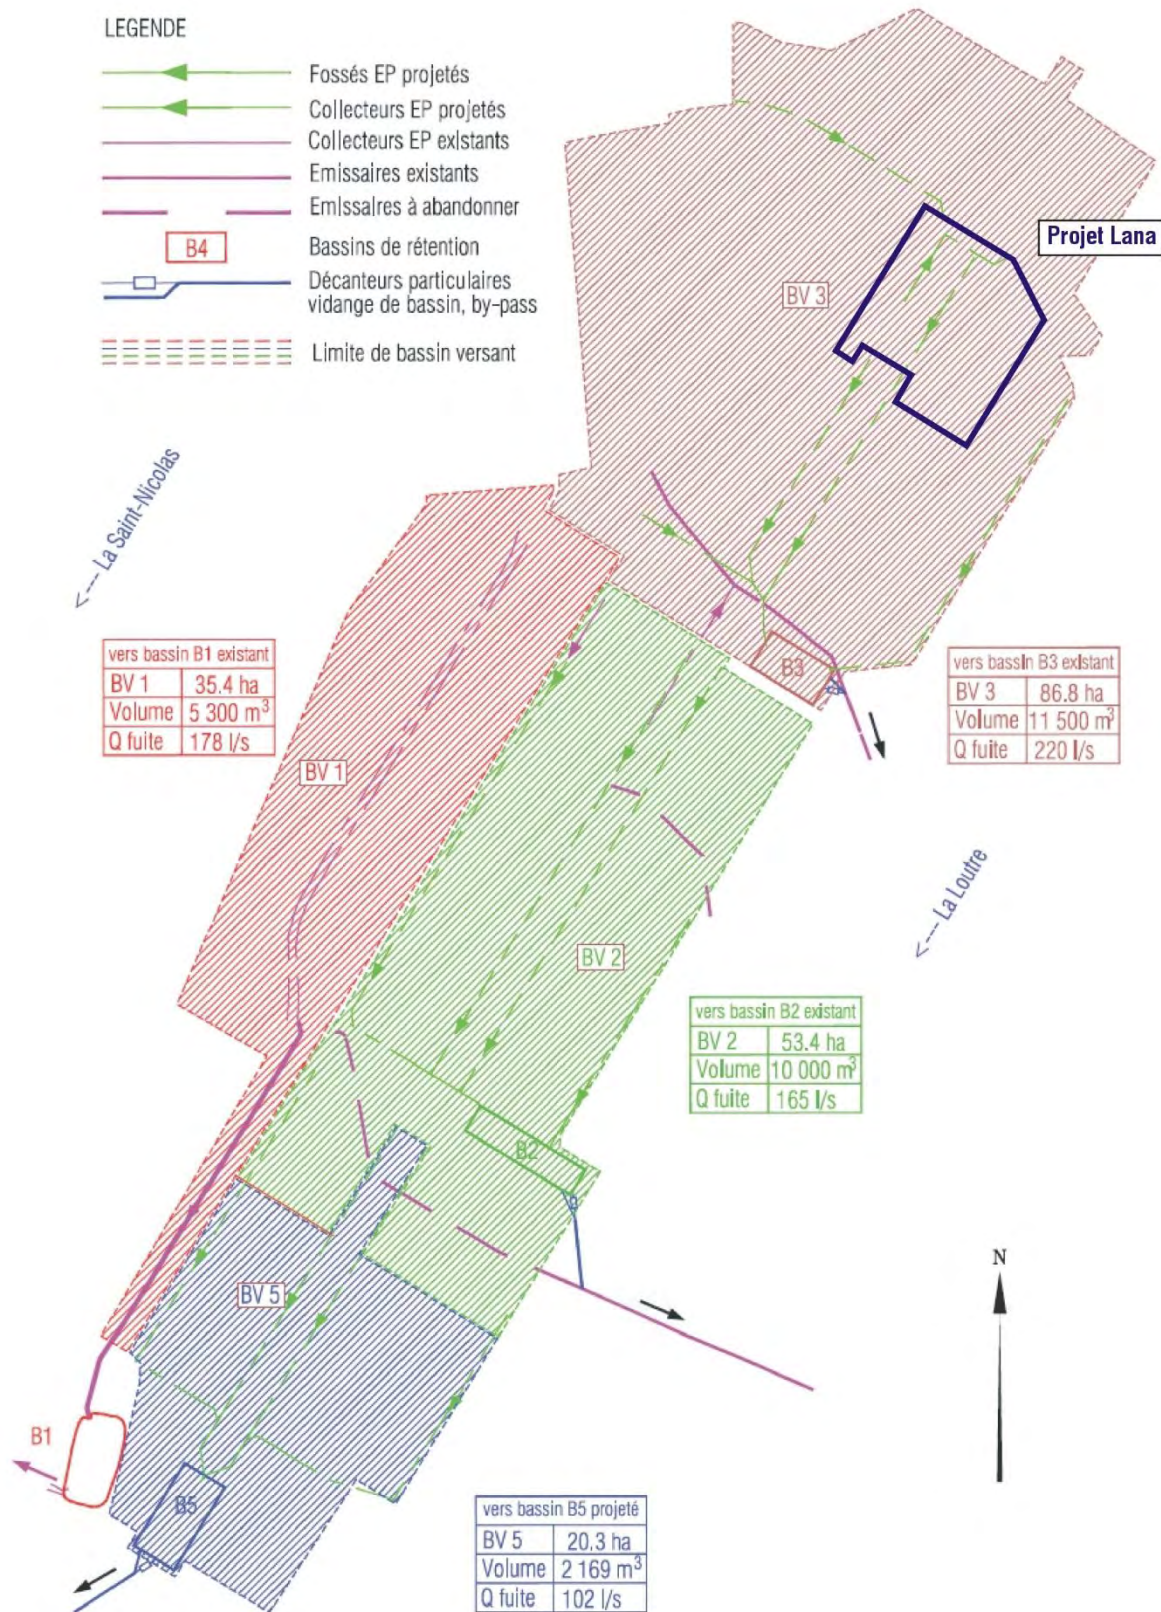 LEGENDE
Fossés EP projetés
Collecteurs EP projetés
Collecteurs EP existants
Emissaires existants
Emissaires à abandonner
B4
Bassins de rétention
Décanteurs particulaires
vidange de bassin, by-pass
Limite de bassin versant
Projet Lana
BV 3
<---- La Saint-Nicolas
vers bassin B1 existant
BV 1 35.4 ha
Volume 5 300 m³
Q fuite 178 l/s
B3
vers bassin B3 existant
BV 3 86.8 ha
Volume 11 500 m³
Q fuite 220 l/s
BV 1
<---- La Loutre
BV 2
vers bassin B2 existant
BV 2 53.4 ha
Volume 10 000 m³
Q fuite 165 l/s
B2
N
BV 5
B1
B5
vers bassin B5 projeté
BV 5 20.3 ha
Volume 2 169 m³
Q fuite 102 l/s